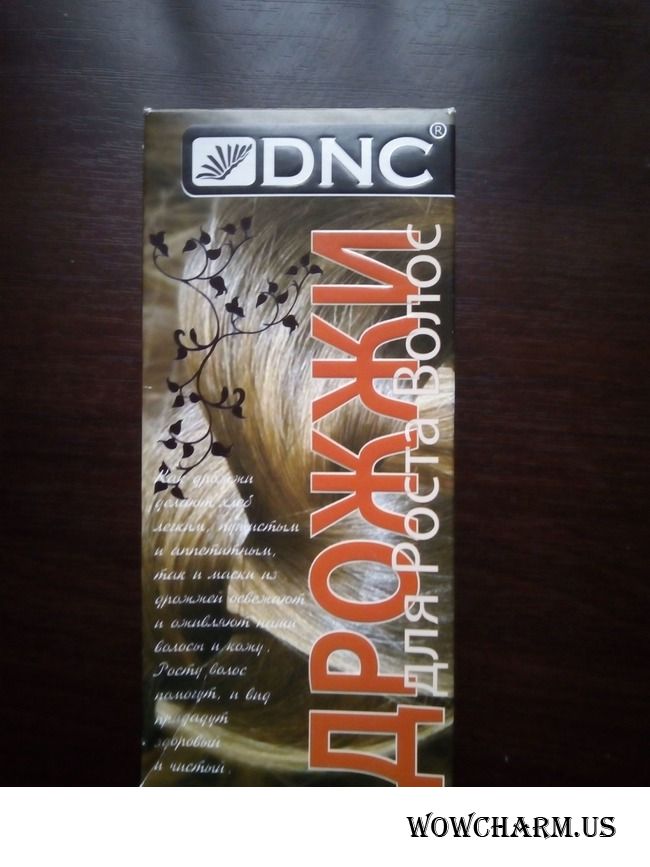 DNC®
ДРОЖЖИ
для Роста Волос
Как дрожжи
делают хлеб
легким, пушистым
и аппетитным,
так и маски из
дрожжей освежают
и оживляют наши
волосы и кожу.
Росту волос
помогут, и вид
придадут
здоровый
и чистый.
WOWCHARM.US